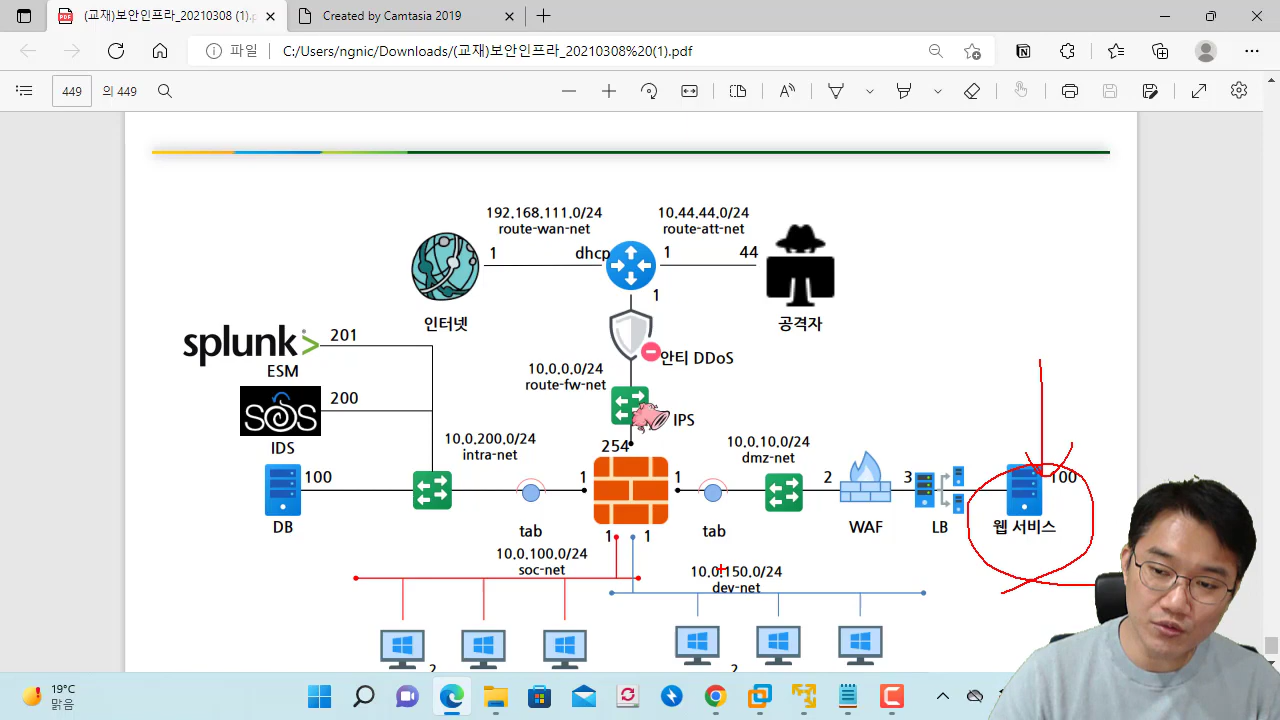 (교재)보안인프라_20210308 (1).pdf
Created by Camtasia 2019
파일
C:/Users/ngnic/Downloads/(교재)보안인프라_20210308%20(1).pdf
449
의 449
192.168.111.0/24
route-wan-net
10.44.44.0/24
route-att-net
1
dhcp
1
44
1
인터넷
공격자
splunk>
201
ESM
안티 DDoS
10.0.0.0/24
route-fw-net
SOS
200
IDS
IPS
10.0.200.0/24
intra-net
254
10.0.10.0/24
dmz-net
100
1
1
2
3
100
DB
tab
tab
WAF
LB
웹 서비스
1
1
10.0.100.0/24
soc-net
10.0.150.0/24
dev-net
2
2
19°C
맑음